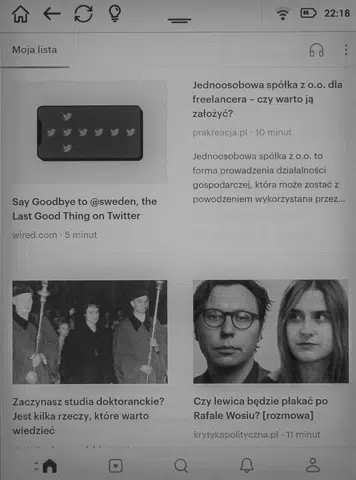 22:18
Moja lista
Say Goodbye to @sweden, the
Last Good Thing on Twitter
wired.com · 5 minut
Jednoosobowa spółka z o.o. dla
freelancera – czy warto ją
założyć?
prakreacja.pl · 10 minut
Jednoosobowa spółka z o.o. to
forma prowadzenia działalności
gospodarczej, która może zostać z
powodzeniem wykorzystana przez...
Zaczynasz studia doktoranckie?
Jest kilka rzeczy, które warto
wiedzieć
Czy lewica będzie płakać po
Rafale Wosiu? [rozmowa]
krytykapolityczna.pl · 11 minut